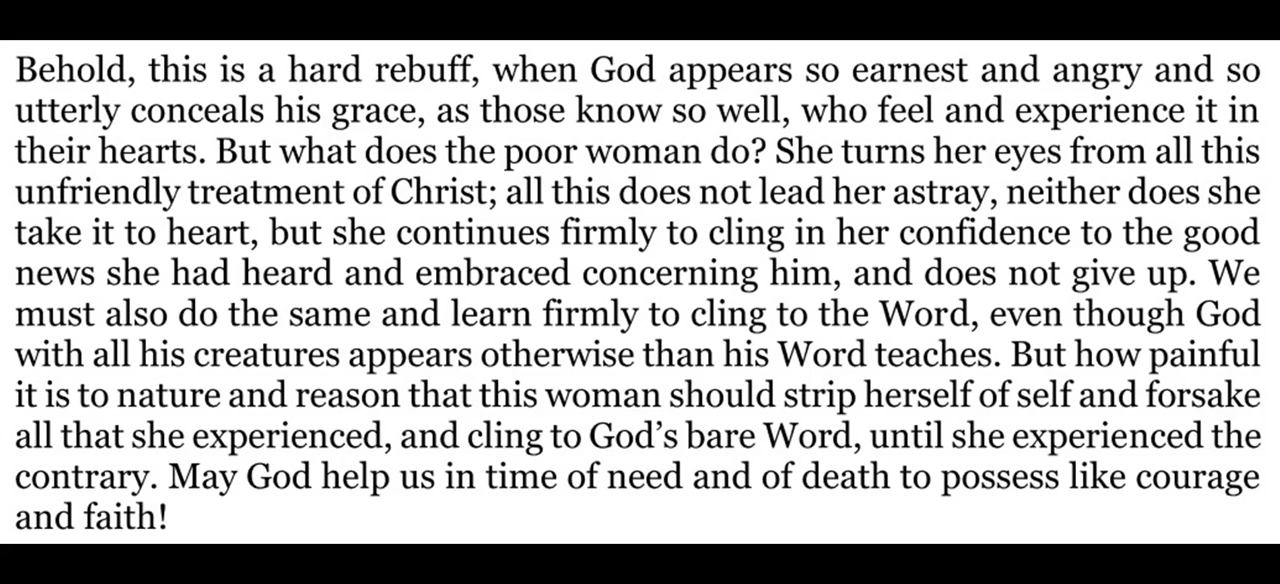 Behold, this is a hard rebuff, when God appears so earnest and angry and so
utterly conceals his grace, as those know so well, who feel and experience it in
their hearts. But what does the poor woman do? She turns her eyes from all this
unfriendly treatment of Christ; all this does not lead her astray, neither does she
take it to heart, but she continues firmly to cling in her confidence to the good
news she had heard and embraced concerning him, and does not give up. We
must also do the same and learn firmly to cling to the Word, even though God
with all his creatures appears otherwise than his Word teaches. But how painful
it is to nature and reason that this woman should strip herself of self and forsake
all that she experienced, and cling to God’s bare Word, until she experienced the
contrary. May God help us in time of need and of death to possess like courage
and faith!